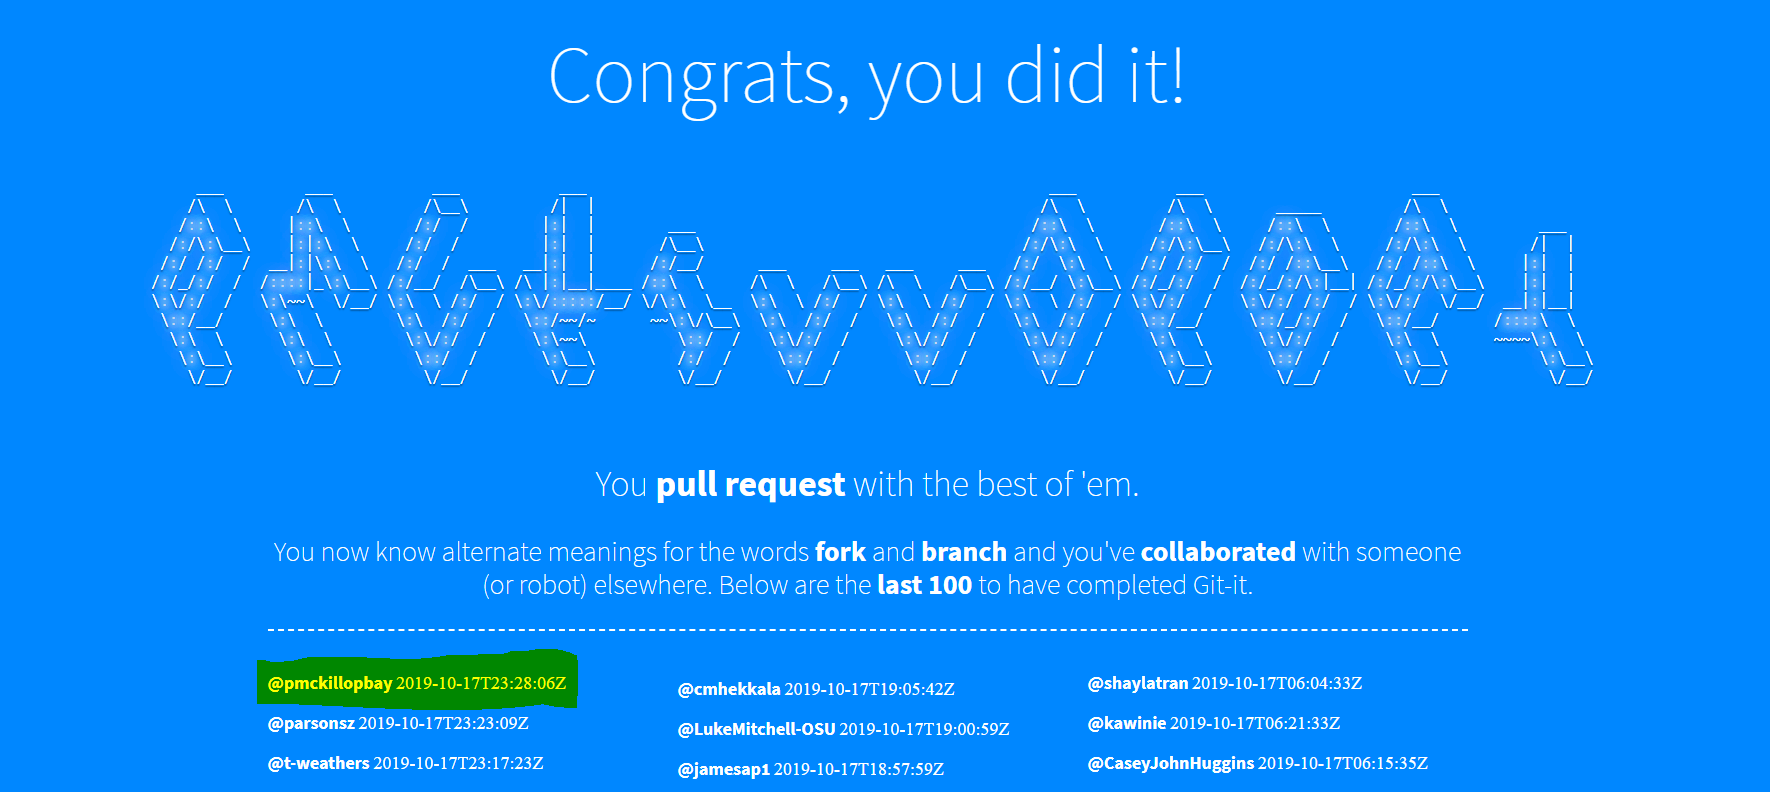 Congrats, you did it!
You pull request with the best of 'em.
You now know alternate meanings for the words fork and branch and you've collaborated with someone
(or robot) elsewhere. Below are the last 100 to have completed Git-it.
@pmckillopbay 2019-10-17T23:28:06Z
@parsonsz 2019-10-17T23:23:09Z
@t-weathers 2019-10-17T23:17:23Z
@cmhekkala 2019-10-17T19:05:42Z
@LukeMitchell-OSU 2019-10-17T19:00:59Z
@jamesap1 2019-10-17T18:57:59Z
@shaylatran 2019-10-17T06:04:33Z
@kawinie 2019-10-17T06:21:33Z
@CaseyJohnHuggins 2019-10-17T06:15:35Z